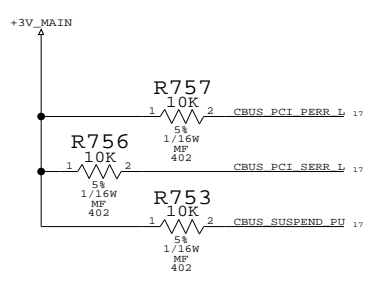 +3V_MAIN
R757
10K
1 2 CBUS_PCI_PERR_L 17
5%
1/16W
MF
402
R756
10K
1 2 CBUS_PCI_SERR_L 17
5%
1/16W
MF
402
R753
10K
1 2 CBUS_SUSPEND_PU 17
5%
1/16W
MF
402